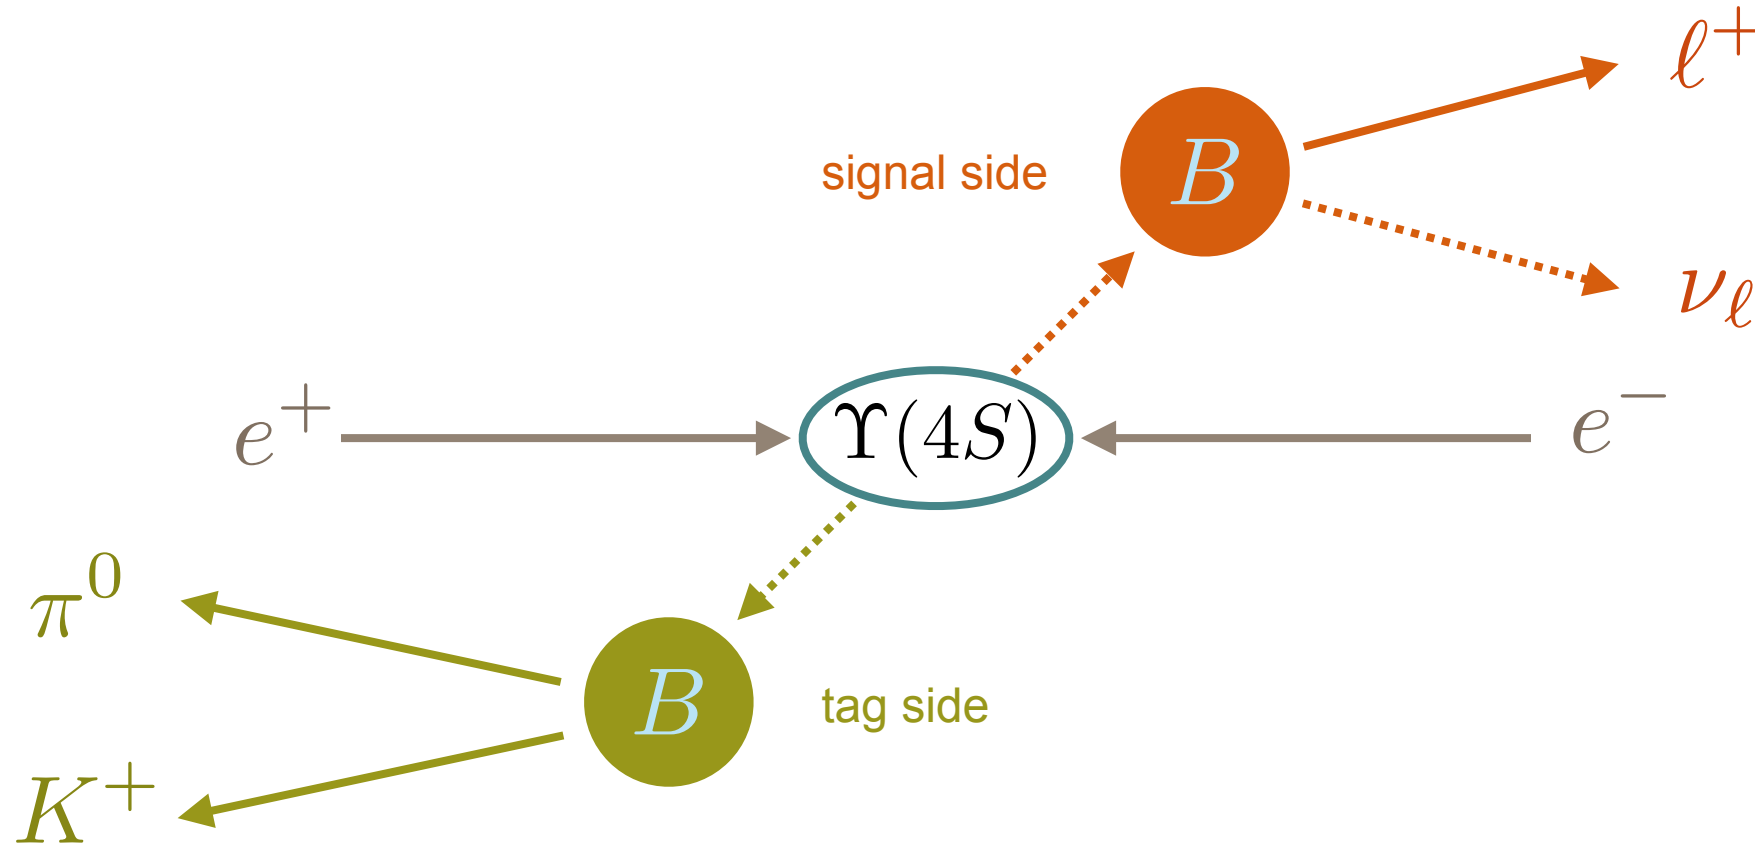 ℓ⁺
B
signal side
ν_ℓ
e⁺
Υ(4S)
e⁻
π⁰
B
tag side
K⁺